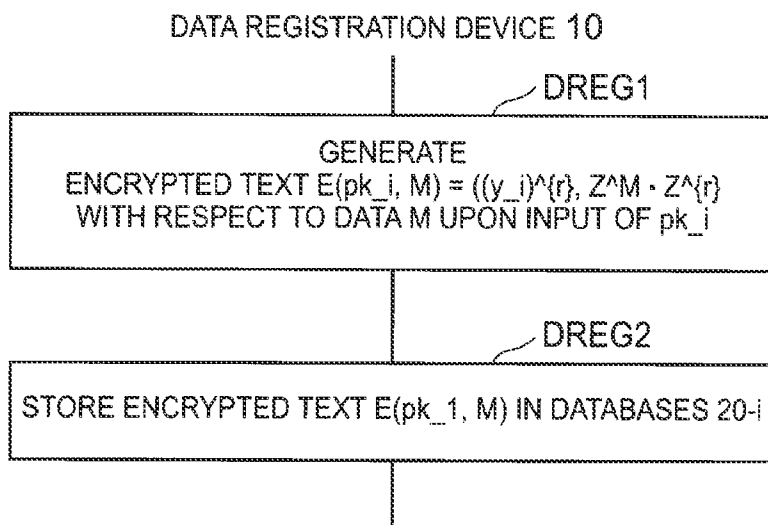 DATA REGISTRATION DEVICE 10
DREG1
GENERATE
ENCRYPTED TEXT E(pk_i, M) = ((y_i)^{r}, Z^M · Z^{r}
WITH RESPECT TO DATA M UPON INPUT OF pk_i
DREG2
STORE ENCRYPTED TEXT E(pk_1, M) IN DATABASES 20-i